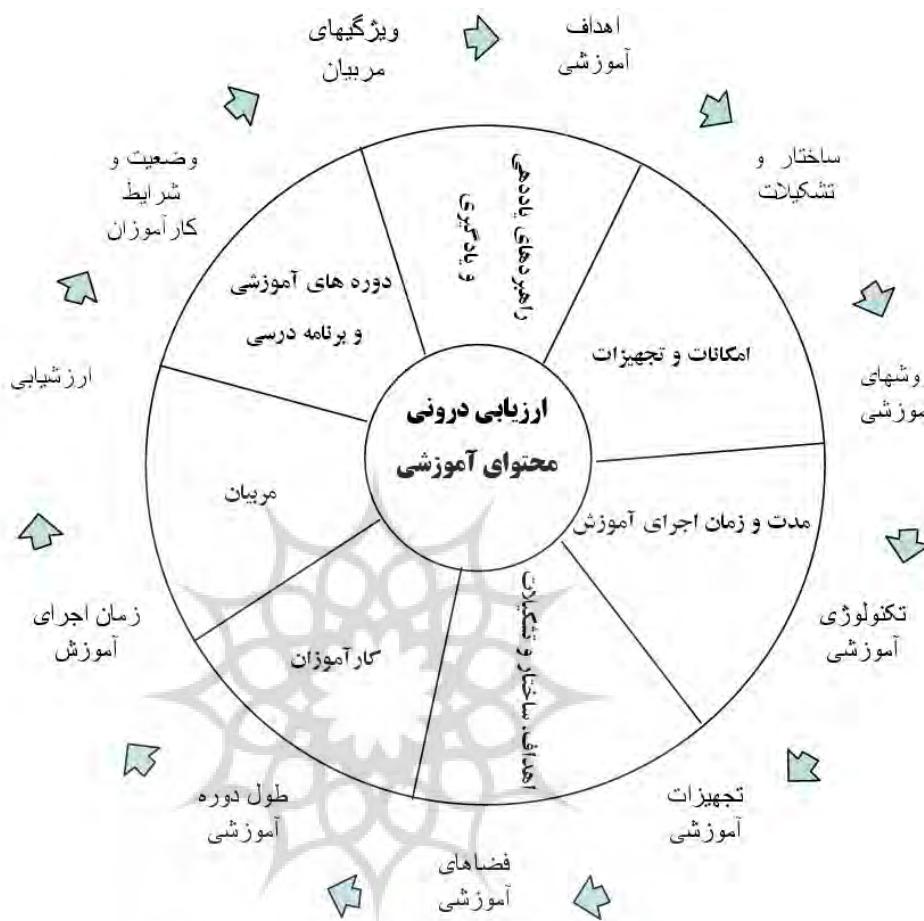 اهداف
آموزشی
ساختار و
تشکیلات
وشهای
موزشی
تکنولوژی
آموزشی
تجهیزات
آموزشی
فضاهای
آموزشی
طول دوره
آموزشی
زمان اجرای
آموزش
ارزشیابی
وضعیت و
شرایط
کارآموزان
ویژگیهای
مربیان
راهبردهای یاددهی
و یادگیری
امکانات و تجهیزات
مدت و زمان اجرای آموزش
اهداف، ساختار و تشکیلات
کارآموزان
مربیان
دوره های آموزشی
و برنامه درسی
ارزیابی درونی
محتوای آموزشی